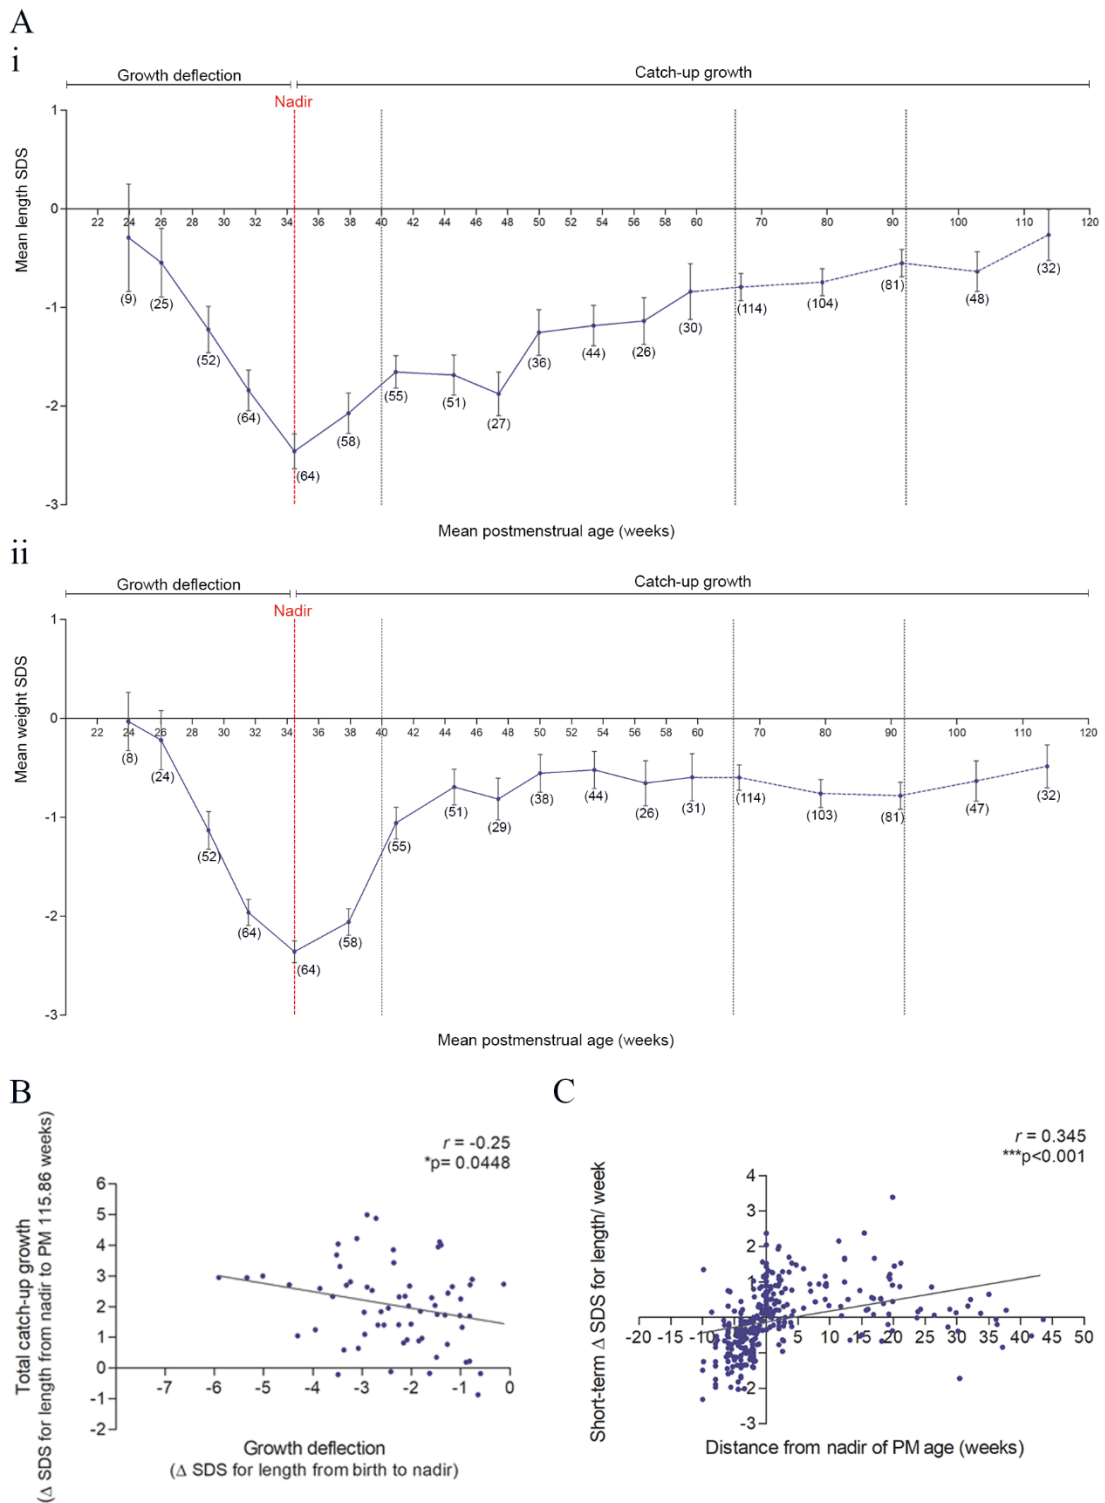 A
i
Growth deflection
Catch-up growth
Nadir
1
0
-1
-2
-3
Mean length SDS
22 24 26 28 30 32 34 36 38 40 42 44 46 48 50 52 54 56 58 60 70 80 90 100 110 120
(9) (25) (52) (64) (64) (58) (55) (51) (27) (36) (44) (26) (30) (114) (104) (81) (48) (32)
Mean postmenstrual age (weeks)
ii
Growth deflection
Catch-up growth
Nadir
1
0
-1
-2
-3
Mean weight SDS
22 24 26 28 30 32 34 36 38 40 42 44 46 48 50 52 54 56 58 60 70 80 90 100 110 120
(8) (24) (52) (64) (64) (58) (55) (51) (29) (38) (44) (26) (31) (114) (103) (81) (47) (32)
Mean postmenstrual age (weeks)
B
r = -0.25
*p= 0.0448
Total catch-up growth
(Δ SDS for length from nadir to PM 115.86 weeks)
6
5
4
3
2
1
0
-1
-2
-7 -6 -5 -4 -3 -2 -1 0
Growth deflection
(Δ SDS for length from birth to nadir)
C
r = 0.345
***p<0.001
Short-term Δ SDS for length/ week
4
3
2
1
-20 -15 -10 5 10 15 20 25 30 35 40 45 50
2
-3
Distance from nadir of PM age (weeks)